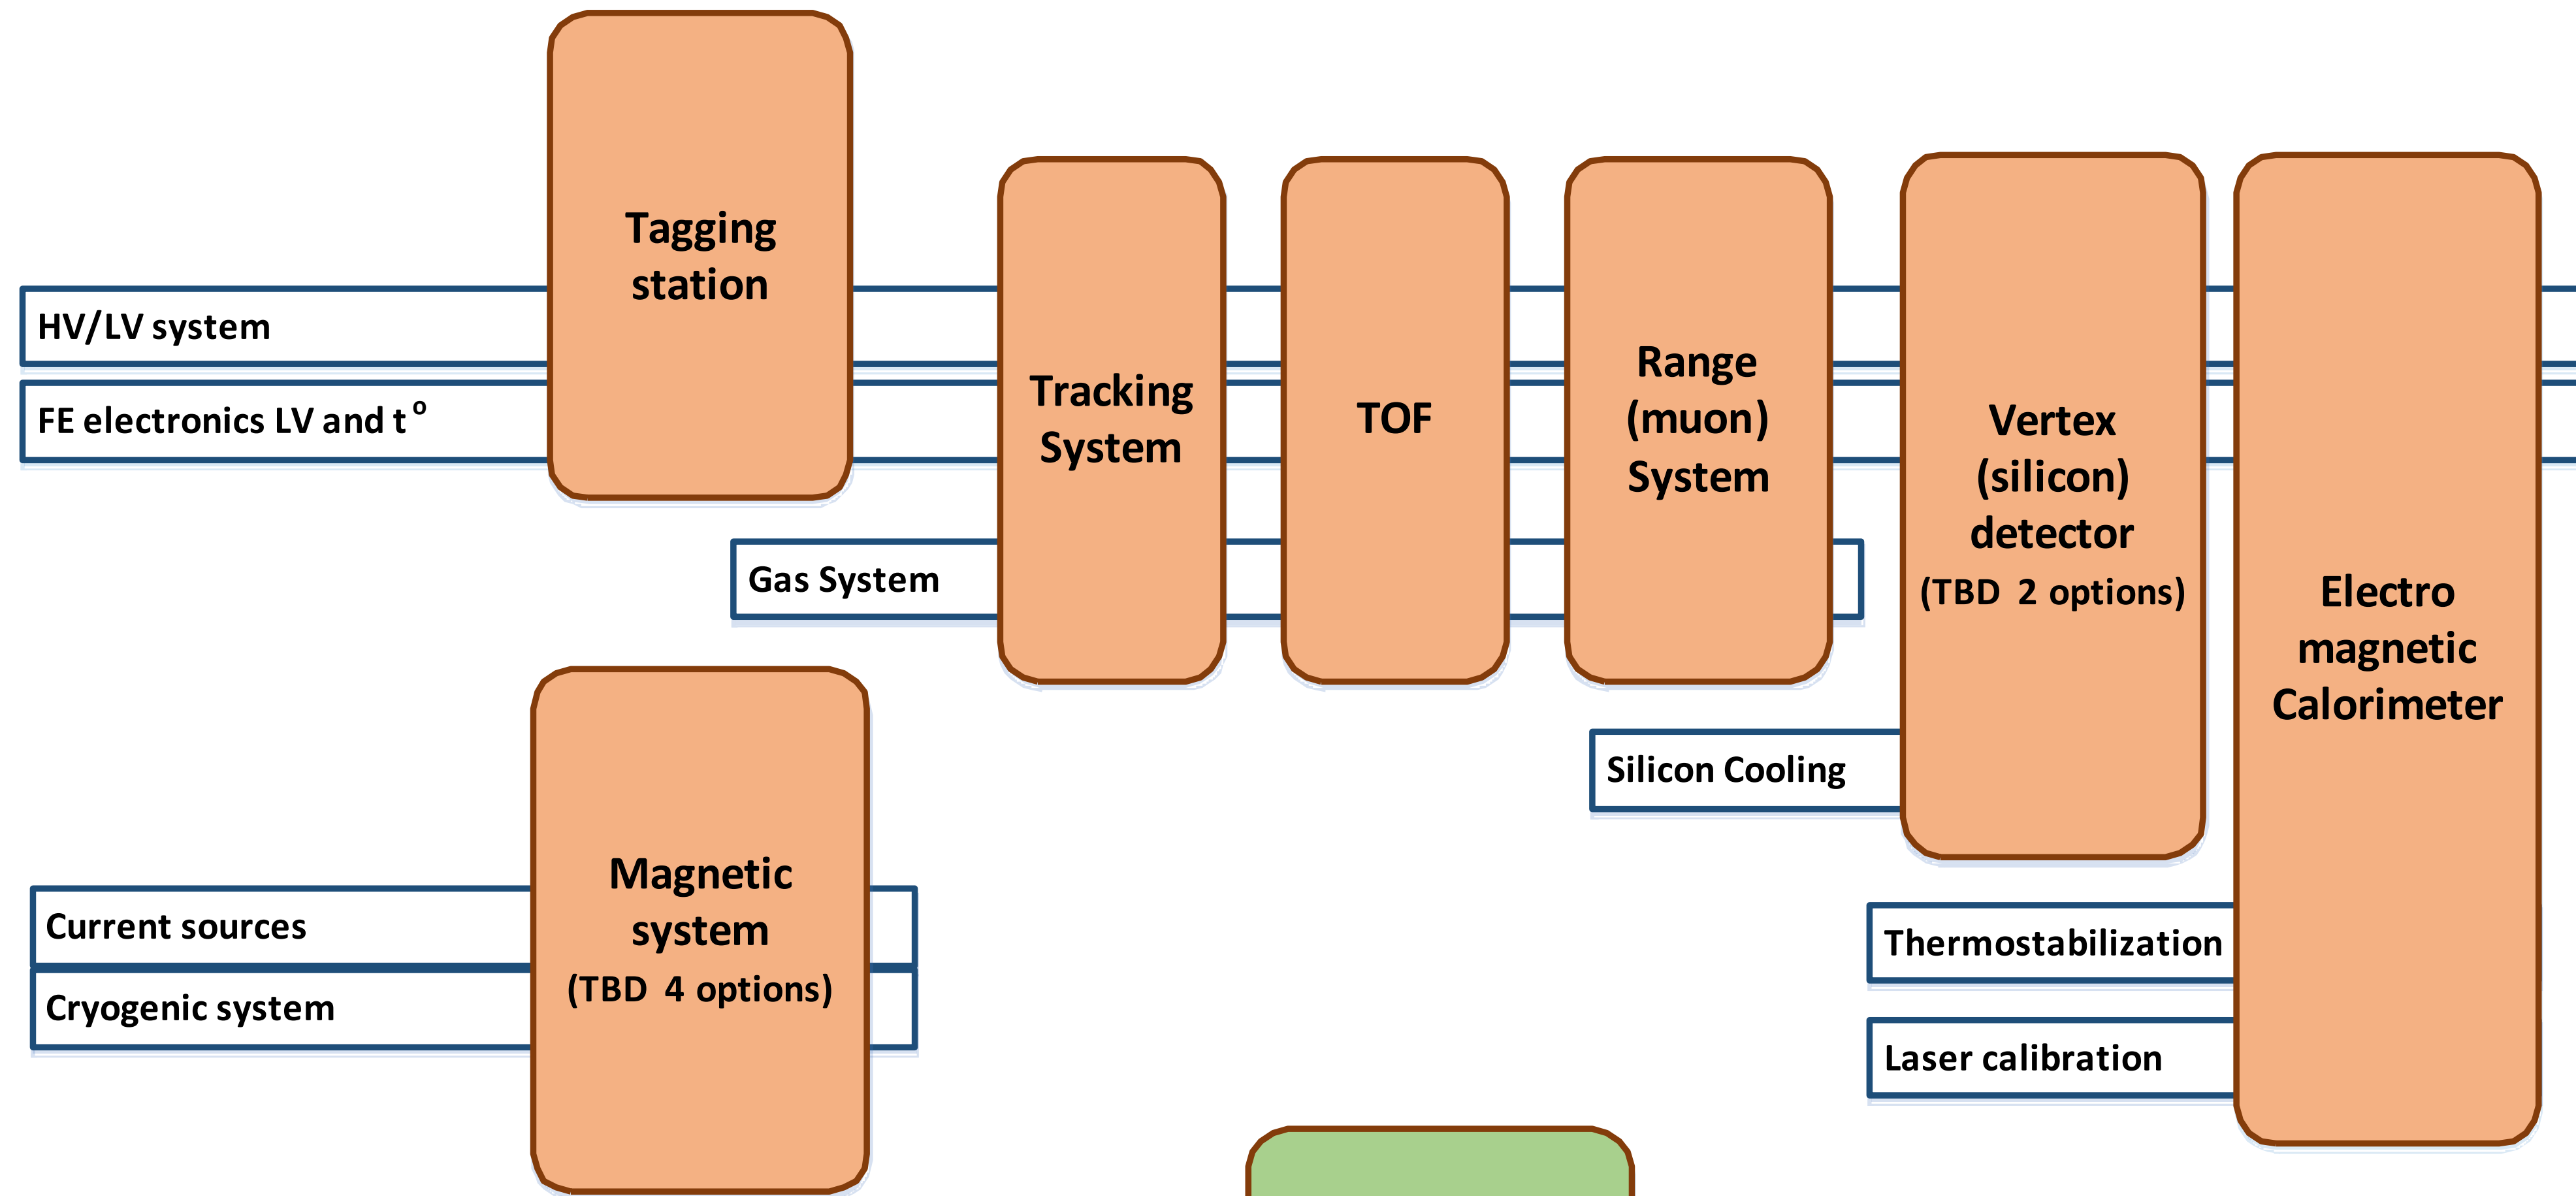 Tagging
station
HV/LV system
FE electronics LV and t°
Tracking
System
TOF
Range
(muon)
System
Vertex
(silicon)
detector
(TBD 2 options)
Electro
magnetic
Calorimeter
Gas System
Silicon Cooling
Magnetic
system
(TBD 4 options)
Current sources
Cryogenic system
Thermostabilization
Laser calibration